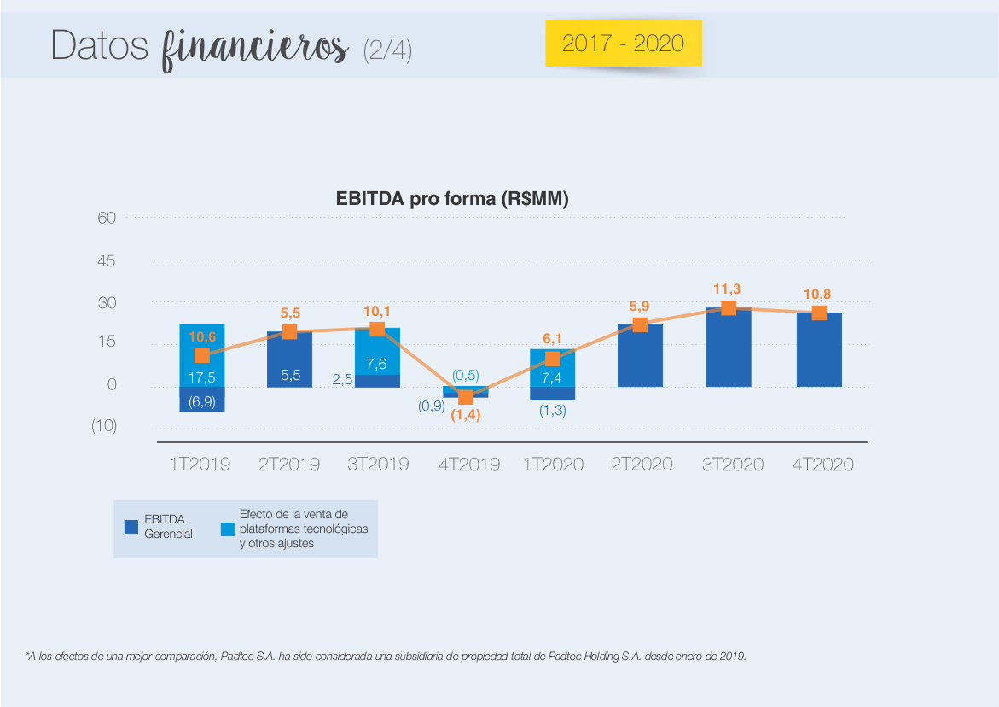 Datos financieros (2/4)
2017 - 2020
EBITDA pro forma (R$MM)
60
45
30
15
0
(10)
10,6
17,5
(6,9)
5,5
5,5
10,1
7,6
2,5
(0,5)
(0,9)
(1,4)
6,1
7,4
(1,3)
5,9
11,3
10,8
1T2019
2T2019
3T2019
4T2019
1T2020
2T2020
3T2020
4T2020
EBITDA
Gerencial
Efecto de la venta de
plataformas tecnológicas
y otros ajustes
*A los efectos de una mejor comparación, Padtec S.A. ha sido considerada una subsidiaria de propiedad total de Padtec Holding S.A. desde enero de 2019.